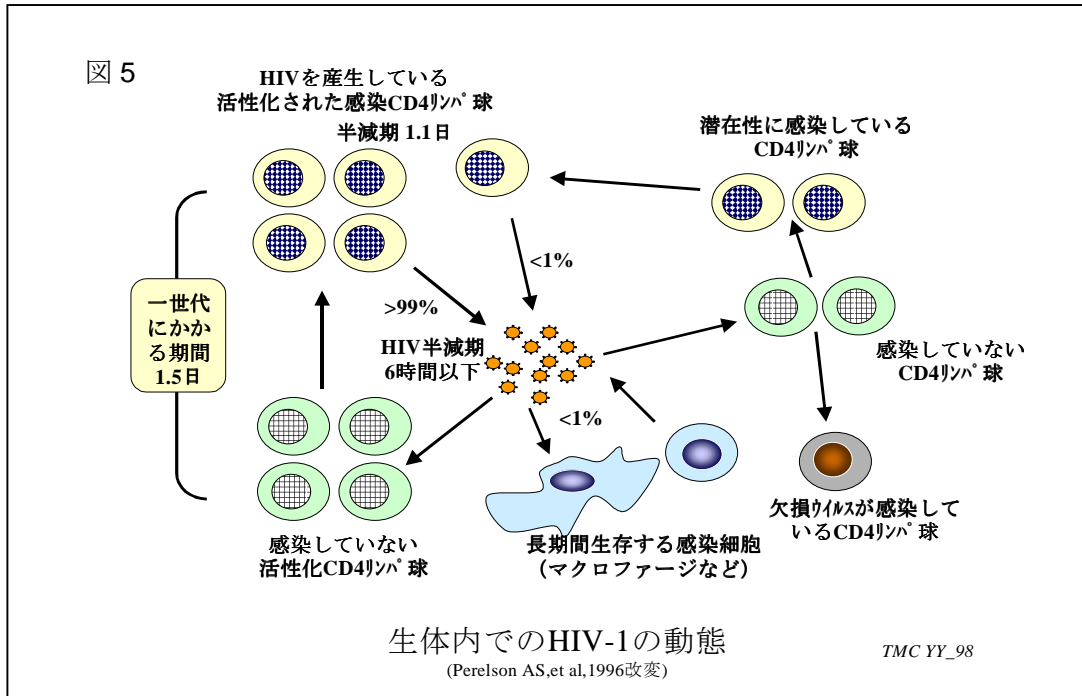 図 5
HIVを産生している
活性化された感染CD4ﾘﾝﾊﾟ球
半減期 1.1日
潜在性に感染している
CD4ﾘﾝﾊﾟ球
<1%
>99%
一世代
にかか
る期間
1.5日
HIV半減期
6時間以下
感染していない
CD4ﾘﾝﾊﾟ球
<1%
欠損ｳｲﾙｽが感染して
いるCD4ﾘﾝﾊﾟ球
感染していない
活性化CD4ﾘﾝﾊﾟ球
長期間生存する感染細胞
（マクロファージなど）
生体内でのHIV-1の動態
(Perelson AS,et al,1996改変)
TMC YY_98